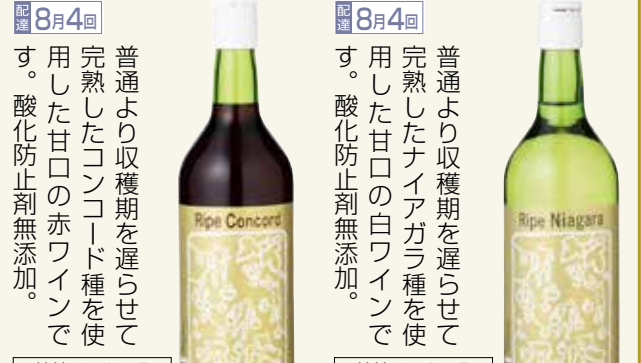 配達 8月4回
普通より収穫期を遅らせて
完熟したコンコード種を使
用した甘口の赤ワインで
す。酸化防止剤無添加。
Ripe Concord
配達 8月4回
普通より収穫期を遅らせて
完熟したナイアガラ種を使
用した甘口の白ワインで
す。酸化防止剤無添加。
Ripe Niagara